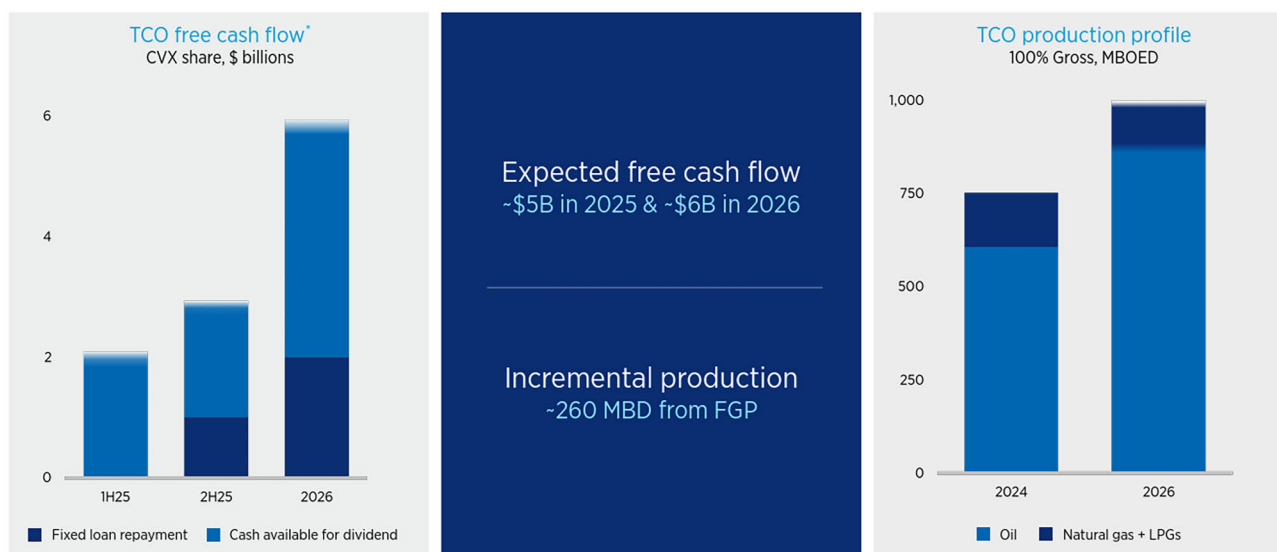 TCO free cash flow*
CVX share, $ billions
6
4
2
0
1H25
2H25
2026
Fixed loan repayment
Cash available for dividend
Expected free cash flow
~$5B in 2025 & ~$6B in 2026
Incremental production
~260 MBD from FGP
TCO production profile
100% Gross, MBOED
1,000
750
500
250
0
2024
2026
Oil
Natural gas + LPGs